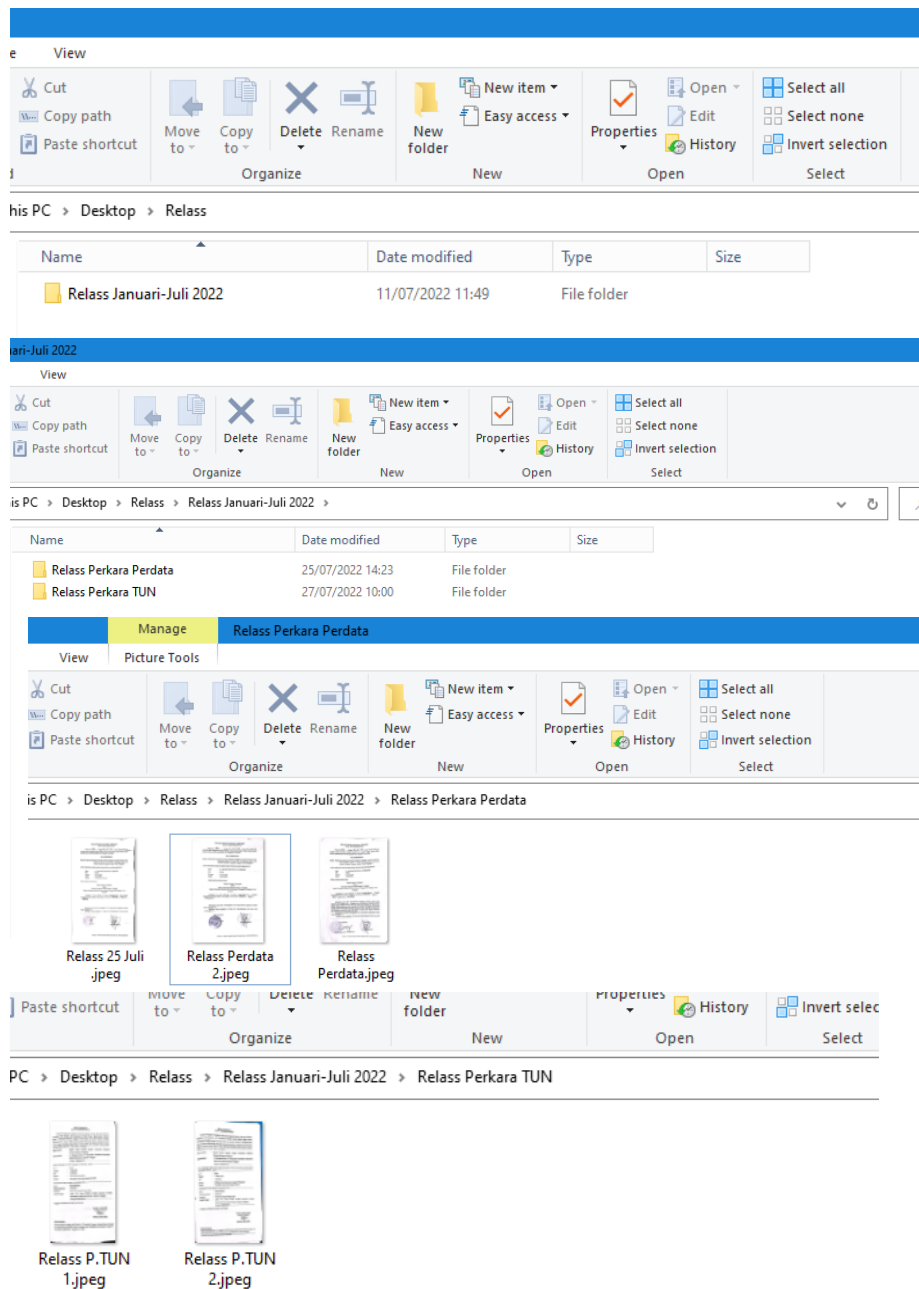 View
Cut
Copy path
Paste shortcut
Move to
Copy to
Delete
Rename
New folder
New item
Easy access
Properties
Open
Edit
History
Select all
Select none
Invert selection
Organize
New
Open
Select
his PC > Desktop > Relass
Name Date modified Type Size
Relass Januari-Juli 2022 11/07/2022 11:49 File folder
uari-Juli 2022
View
Cut
Copy path
Paste shortcut
Move to
Copy to
Delete
Rename
New folder
New item
Easy access
Properties
Open
Edit
History
Select all
Select none
Invert selection
Organize
New
Open
Select
is PC > Desktop > Relass > Relass Januari-Juli 2022 >
Name Date modified Type Size
Relass Perkara Perdata 25/07/2022 14:23 File folder
Relass Perkara TUN 27/07/2022 10:00 File folder
Manage Relass Perkara Perdata
View Picture Tools
Cut
Copy path
Paste shortcut
Move to
Copy to
Delete
Rename
New folder
New item
Easy access
Properties
Open
Edit
History
Select all
Select none
Invert selection
Organize
New
Open
Select
is PC > Desktop > Relass > Relass Januari-Juli 2022 > Relass Perkara Perdata
Relass 25 Juli .jpeg
Relass Perdata 2.jpeg
Relass Perdata.jpeg
Paste shortcut
Move to
Copy to
Delete
Rename
New folder
Properties
History
Invert selec
Organize
New
Open
Select
PC > Desktop > Relass > Relass Januari-Juli 2022 > Relass Perkara TUN
Relass P.TUN 1.jpeg
Relass P.TUN 2.jpeg